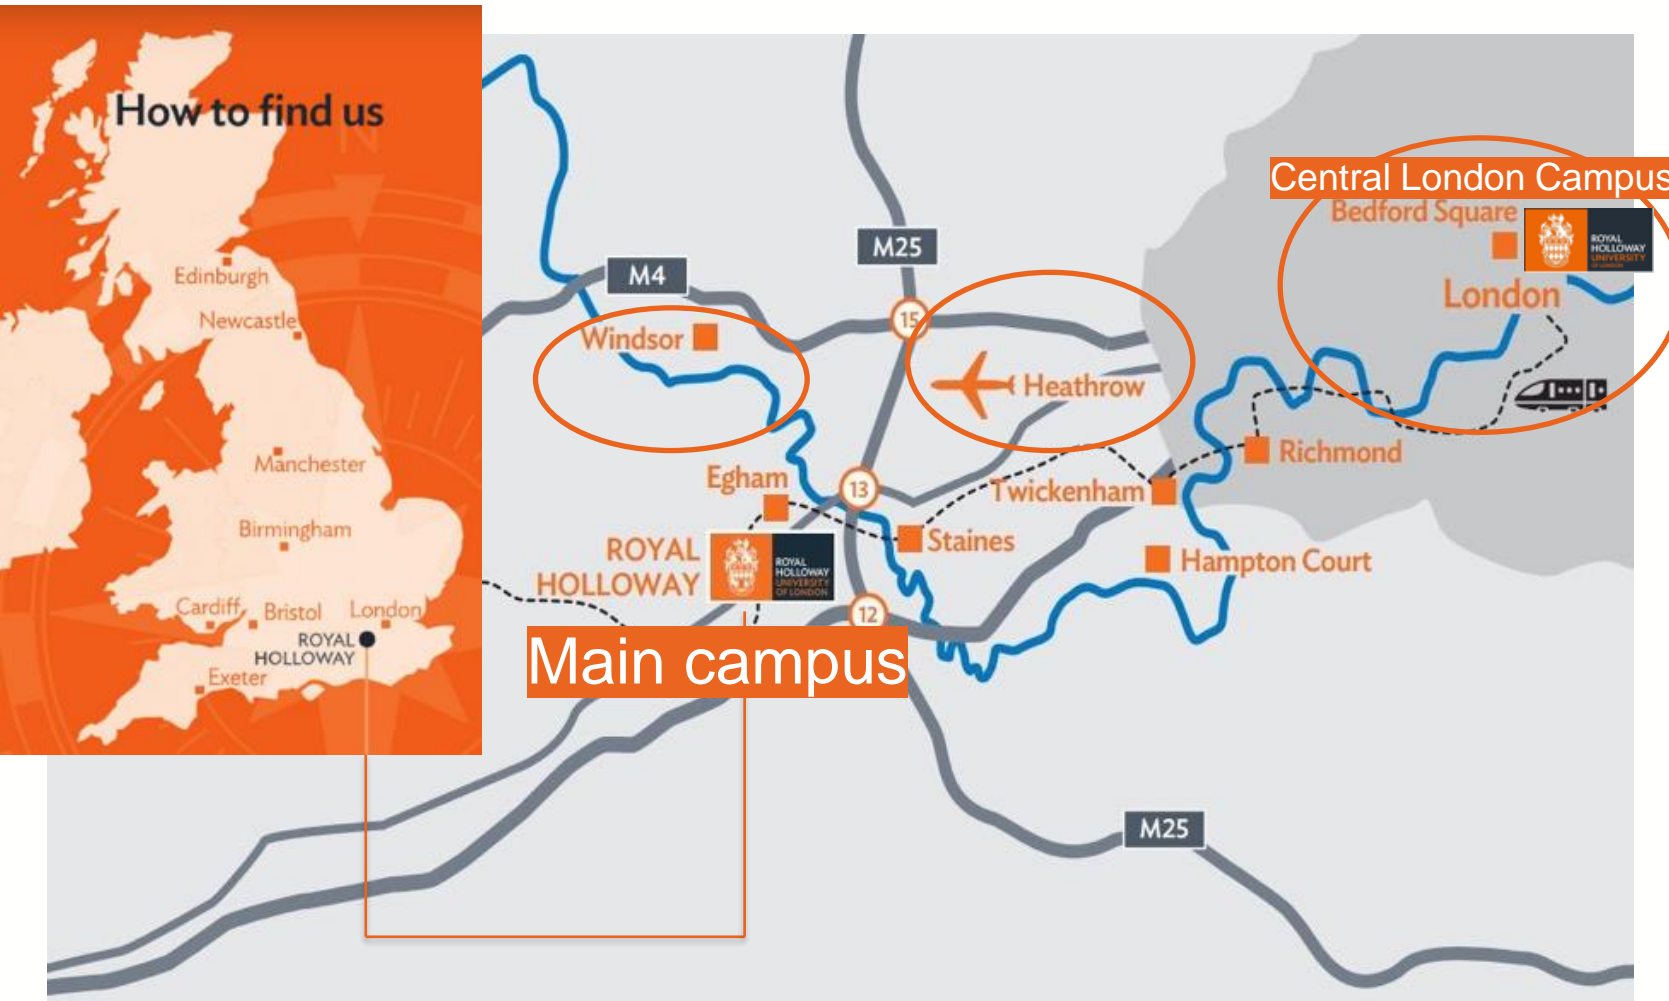 How to find us
N
Edinburgh
Newcastle
Manchester
Birmingham
Cardiff
Bristol
London
ROYAL
HOLLOWAY
Exeter
M25
M4
Central London Campus
Bedford Square
ROYAL
HOLLOWAY
UNIVERSITY
OF LONDON
London
15
Windsor
Heathrow
Richmond
Egham
13
Twickenham
Staines
ROYAL
HOLLOWAY
ROYAL
HOLLOWAY
UNIVERSITY
OF LONDON
Hampton Court
12
Main campus
M25